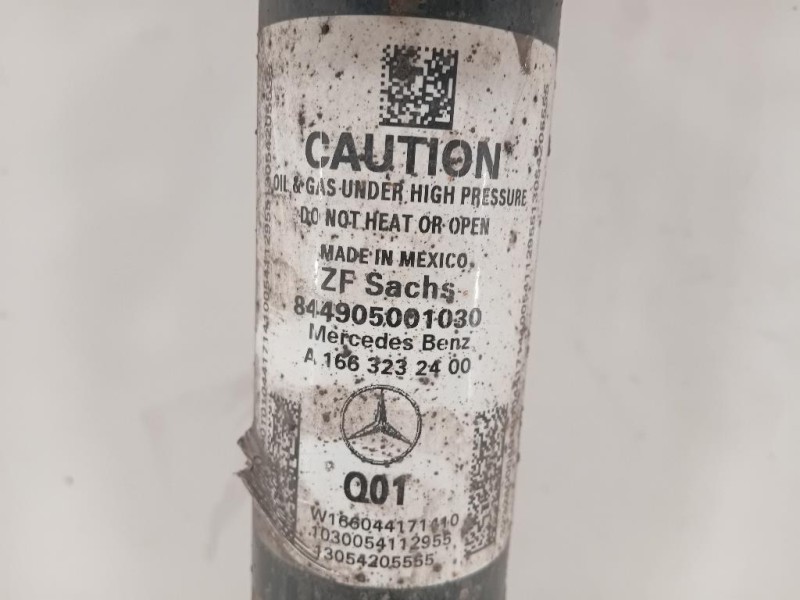 CAUTION
OIL & GAS UNDER HIGH PRESSURE
DO NOT HEAT OR OPEN
MADE IN MEXICO
ZF Sachs
844905001030
Mercedes Benz
A 166 323 24 00
Q01
W166044171410
1030054112955
13054205555